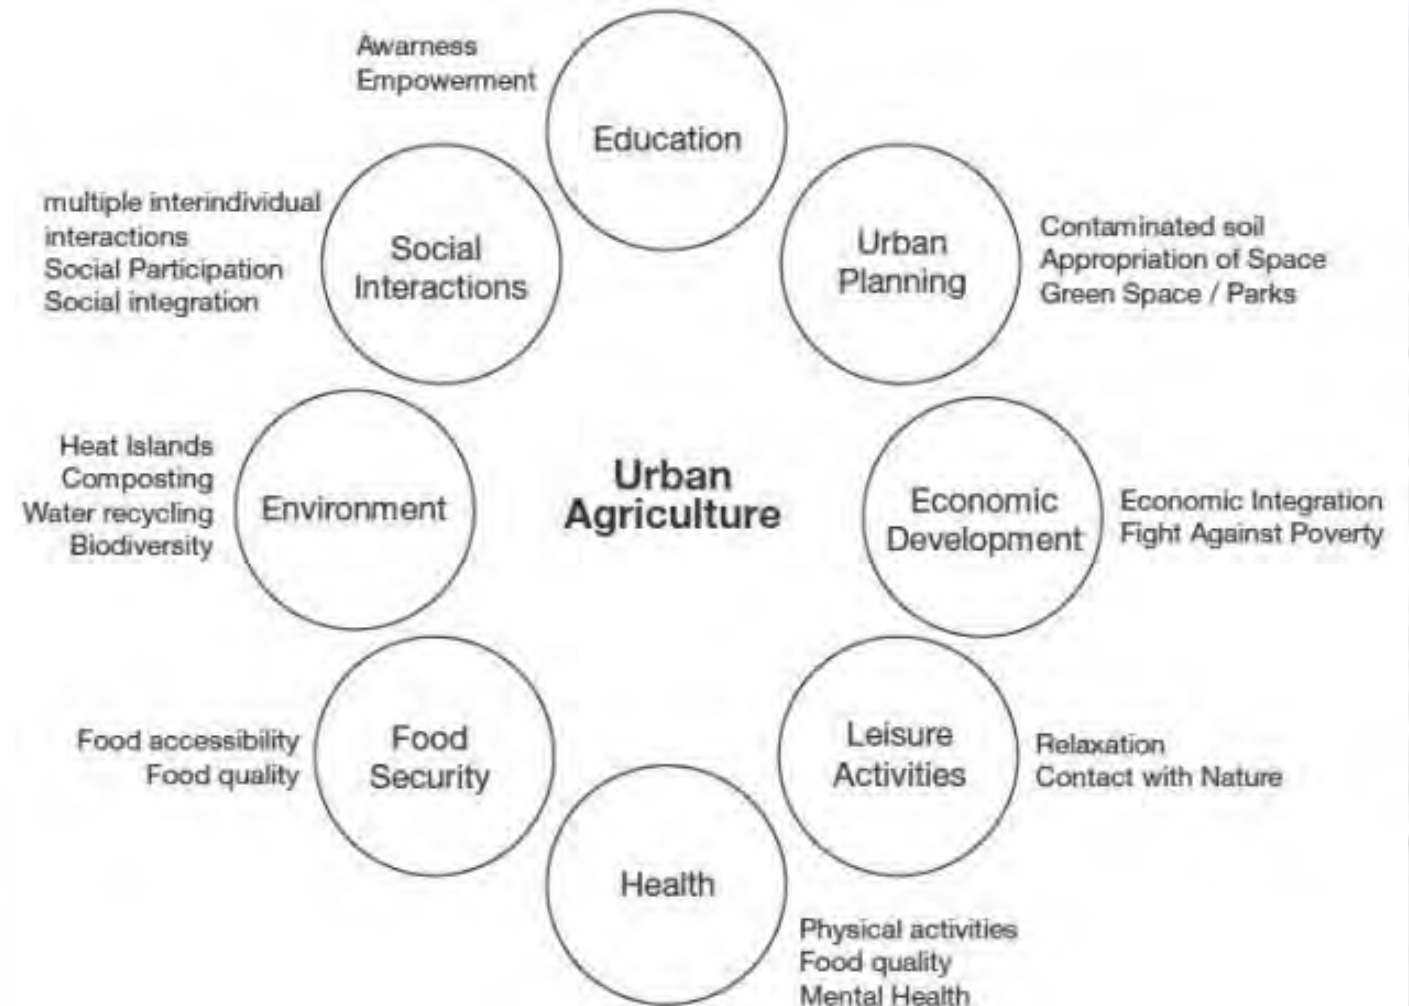 Awarness
Empowerment
Education
multiple interindividual
interactions
Social Participation
Social integration
Social
Interactions
Urban
Planning
Contaminated soil
Appropriation of Space
Green Space / Parks
Heat Islands
Composting
Water recycling
Biodiversity
Environment
Urban
Agriculture
Economic
Development
Economic Integration
Fight Against Poverty
Food accessibility
Food quality
Food
Security
Leisure
Activities
Relaxation
Contact with Nature
Health
Physical activities
Food quality
Mental Health